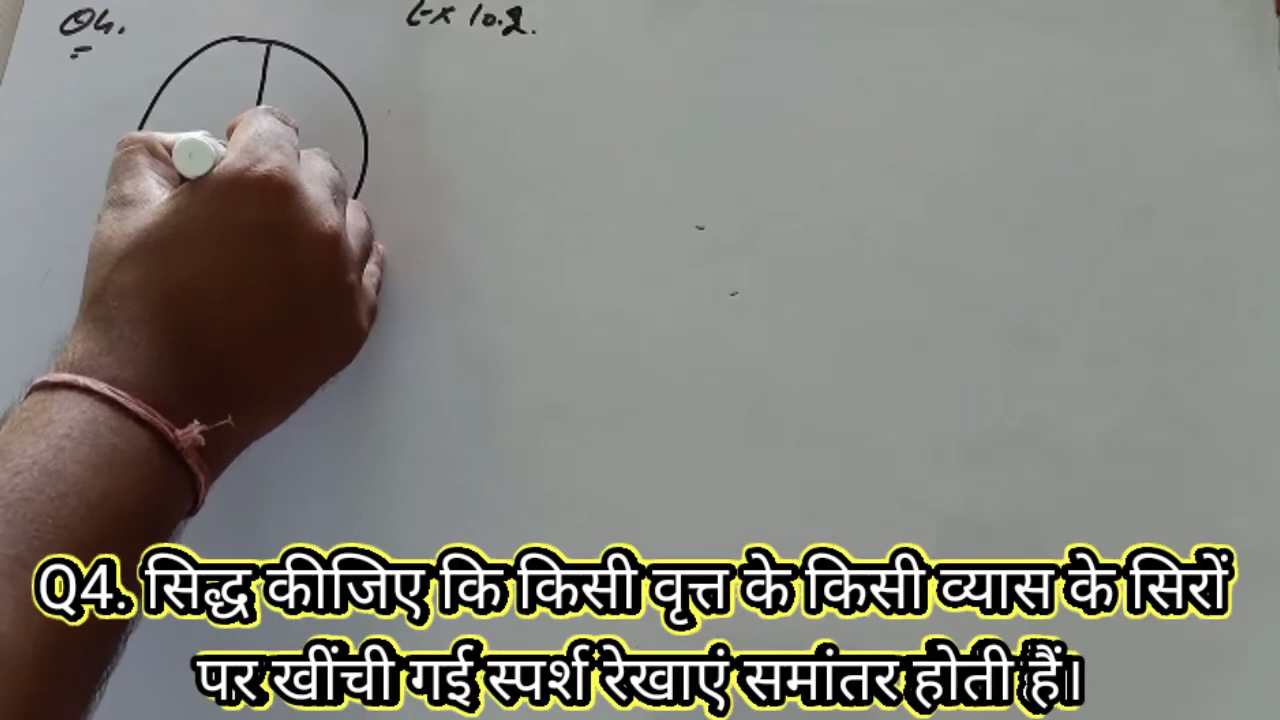 Q4. Ex 10.2.
Q4. सिद्ध कीजिए कि किसी वृत्त के किसी व्यास के सिरों
पर खींची गई स्पर्श रेखाएं समांतर होती हैं।